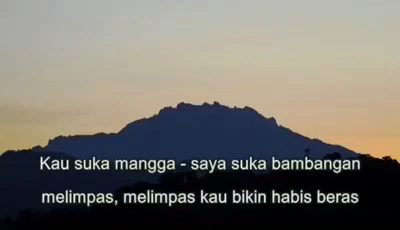 Kau suka mangga - saya suka bambangan
melimpas, melimpas kau bikin habis beras